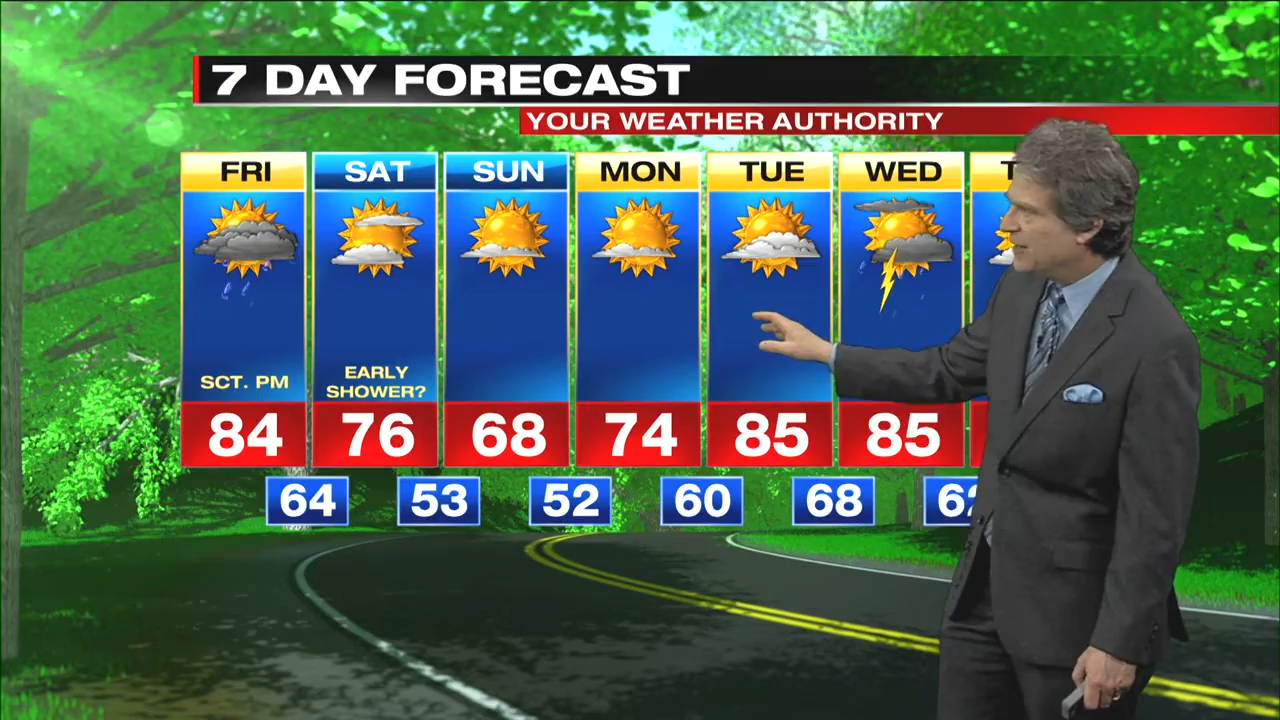 7 DAY FORECAST
YOUR WEATHER AUTHORITY
FRI SAT SUN MON TUE WED
SCT. PM
EARLY
SHOWER?
84 76 68 74 85 85
64 53 52 60 68 62